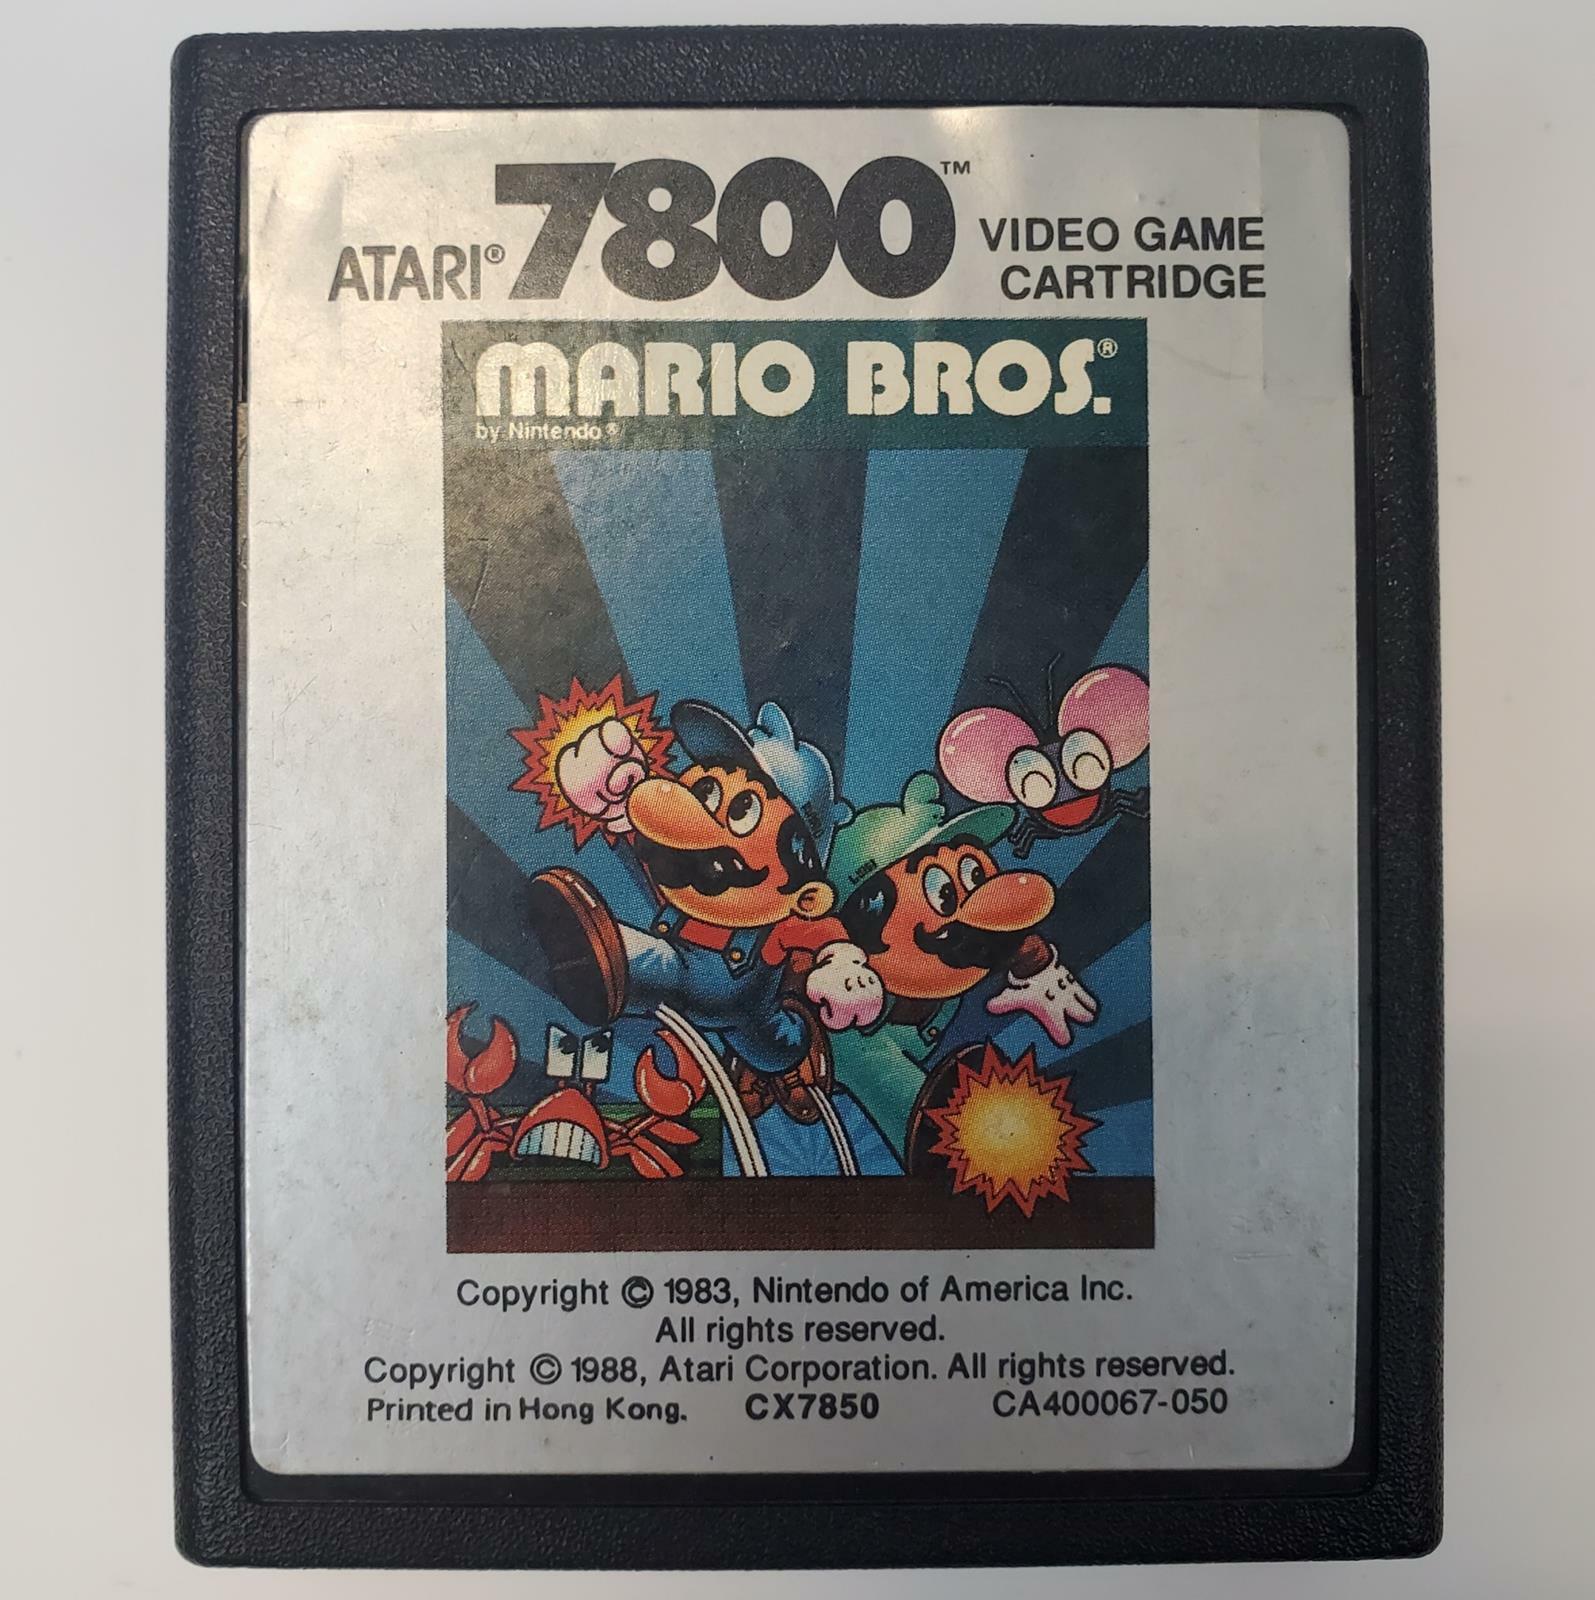 ATARI® 7800™ VIDEO GAME
CARTRIDGE
MARIO BROS.®
by Nintendo®
LUIGI
Copyright © 1983, Nintendo of America Inc.
All rights reserved.
Copyright © 1988, Atari Corporation. All rights reserved.
Printed in Hong Kong. CX7850 CA400067-050